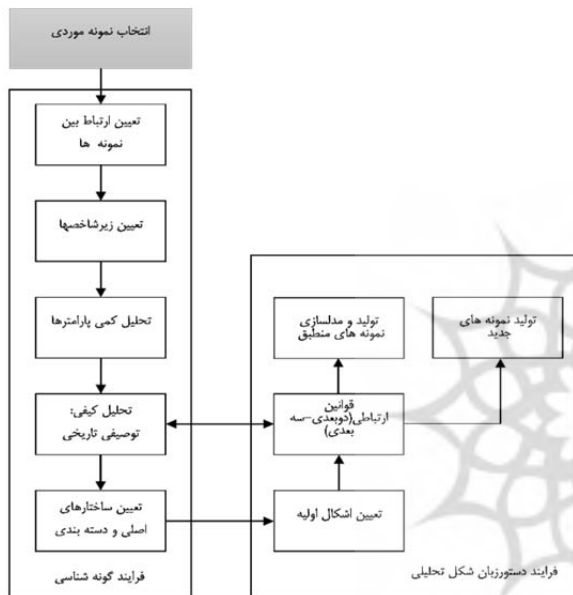 انتخاب نمونه موردی
تعیین ارتباط بین
نمونه ها
تعیین زیرشاخصها
تحلیل کمی پارامترها
تحلیل کیفی:
توصیفی تاریخی
تعیین ساختارهای
اصلی و دسته بندی
فرایند گونه شناسی
تولید نمونه های
جدید
تولید و مدلسازی
نمونه های منطبق
قوانین
ارتباطی(دوبعدی-سه
بعدی)
تعیین اشکال اولیه
فرایند دستورزبان شکل تحلیلی